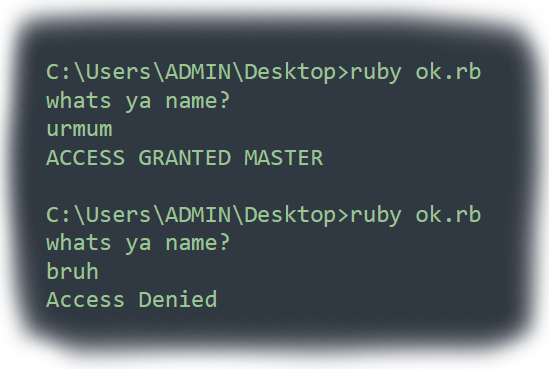 C:\Users\ADMIN\Desktop>ruby ok.rb
whats ya name?
urmum
ACCESS GRANTED MASTER
C:\Users\ADMIN\Desktop>ruby ok.rb
whats ya name?
bruh
Access Denied